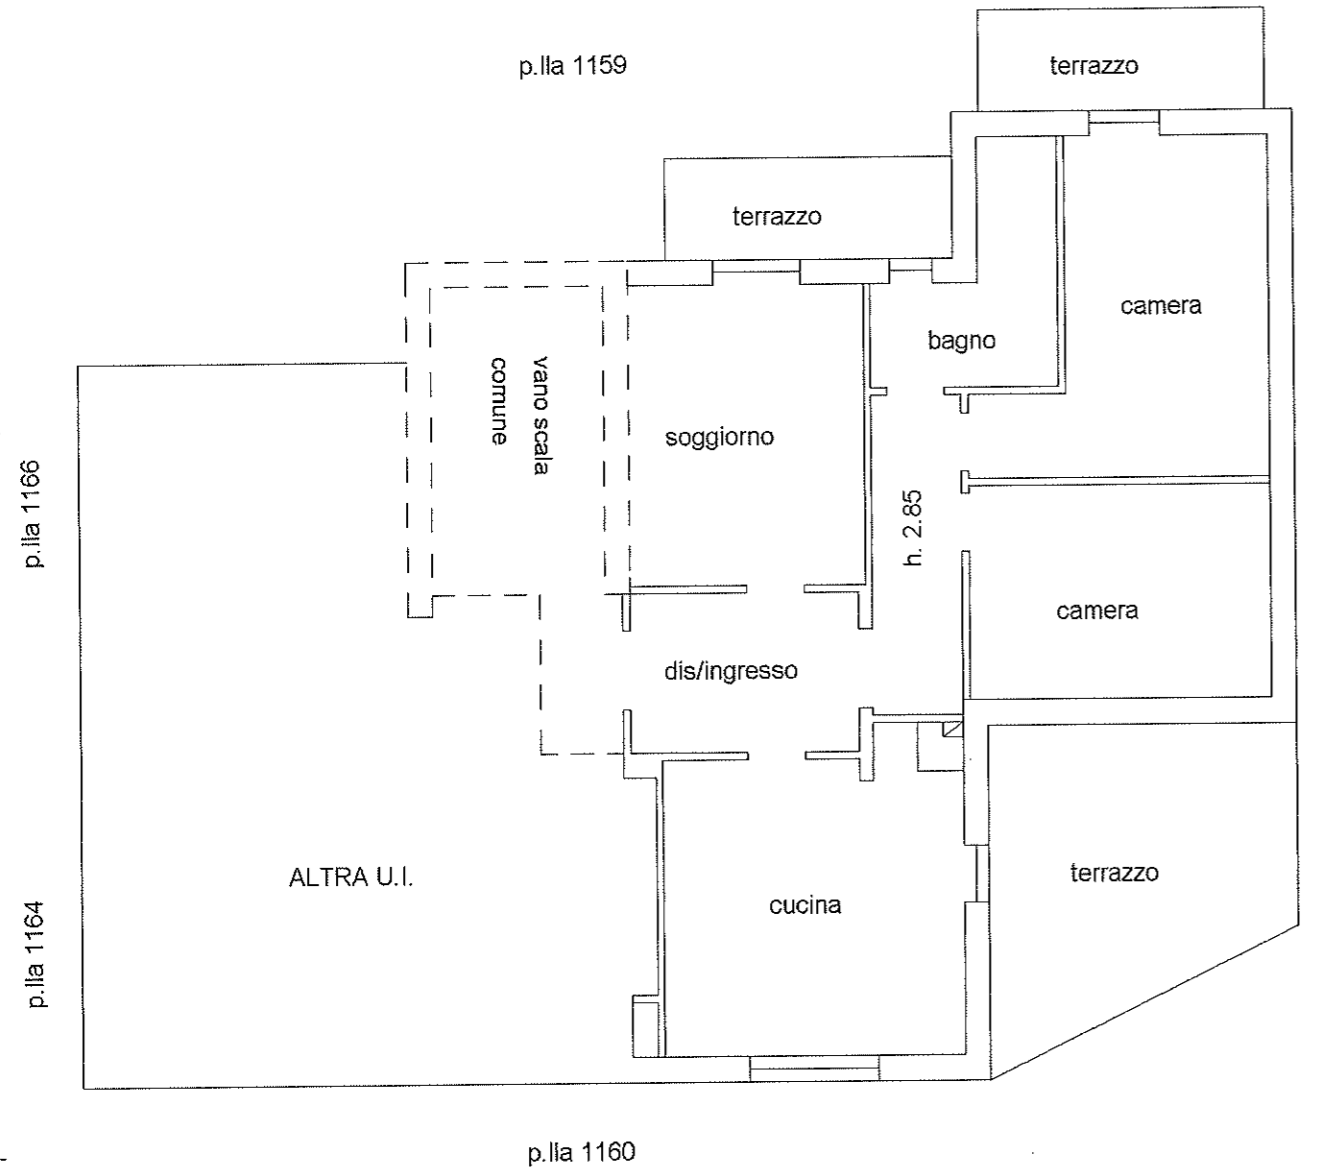 p.lla 1159
terrazzo
terrazzo
camera
bagno
vano scala
comune
soggiorno
p.lla 1166
h. 2.85
camera
dis/ingresso
ALTRA U.I.
terrazzo
cucina
p.lla 1164
p.lla 1160